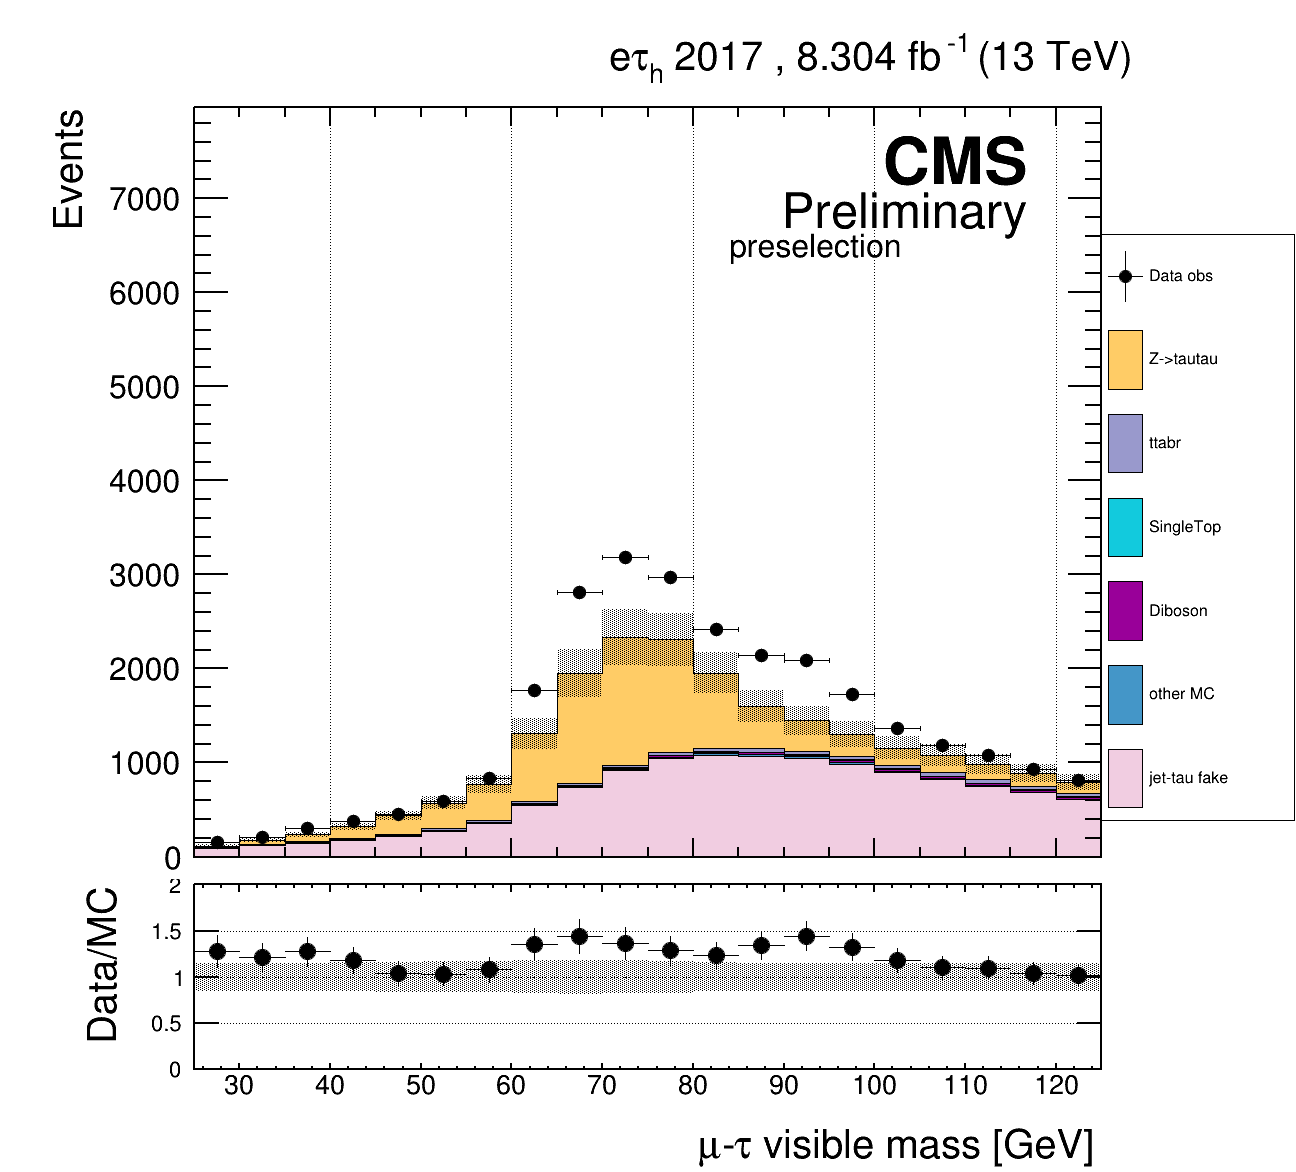 eτh 2017 , 8.304 fb-1 (13 TeV)
Events
CMS
Preliminary
preselection
7000
6000
5000
4000
3000
2000
1000
0
Data obs
Z->tautau
ttabr
SingleTop
Diboson
other MC
jet-tau fake
Data/MC
2
1.5
1
0.5
0
30 40 50 60 70 80 90 100 110 120
μ-τ visible mass [GeV]